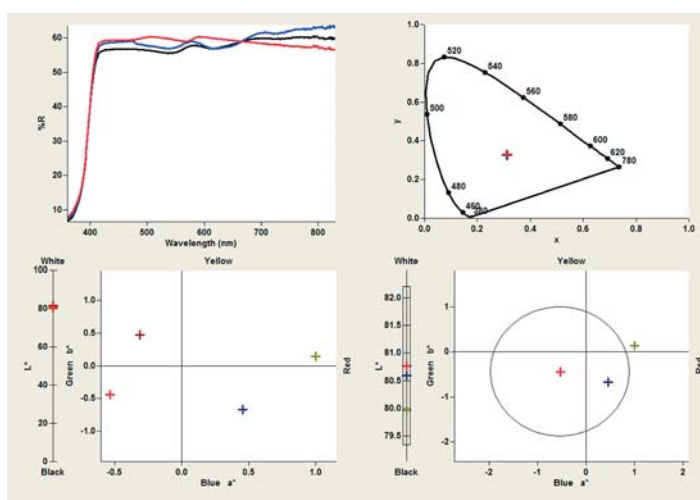 60
50
40
30
20
10
%R
400 500 600 700 800
Wavelength (nm)
1.0
0.8
0.6
0.4
0.2
0.0
y
520
540
560
580
600
620
780
500
480
460
380
0.0 0.2 0.4 0.6 0.8 1.0
x
White
100
80
60
40
20
0
L*
Black
Yellow
1.0
0.5
0.0
-0.5
-1.0
Green b*
Red
-0.5 0.0 0.5 1.0
Blue a*
White
82.0
81.5
81.0
80.5
80.0
79.5
L*
Black
Yellow
1
0
-1
-2
Green b*
Red
-2 -1 0 1 2
Blue a*